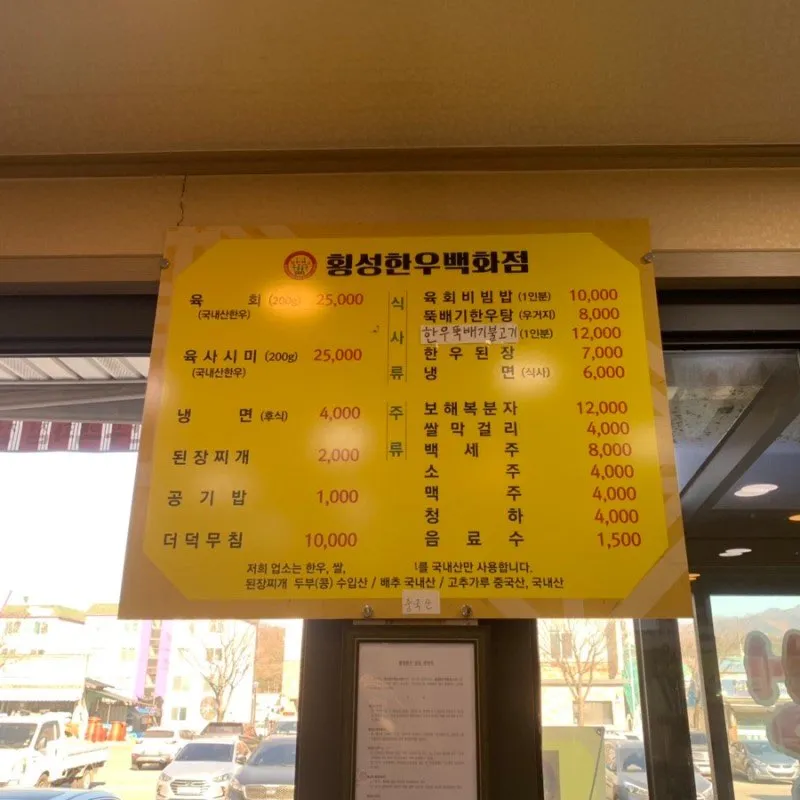 횡성한우백화점
육 회 (200g) 25,000
(국내산한우)
육사시미 (200g) 25,000
(국내산한우)
냉 면 (후식) 4,000
된장찌개 2,000
공기밥 1,000
더덕무침 10,000
식사류
육회비빔밥 (1인분) 10,000
뚝배기한우탕 (우거지) 8,000
한우뚝배기불고기 (1인분) 12,000
한우된장 7,000
냉 면 (식사) 6,000
주류
보해복분자 12,000
쌀막걸리 4,000
백세주 8,000
소 주 4,000
맥 주 4,000
청 하 4,000
음료수 1,500
저희 업소는 한우, 쌀, 를 국내산만 사용합니다.
된장찌개 두부(콩) 수입산 / 배추 국내산 / 고추가루 중국산, 국내산
중국산